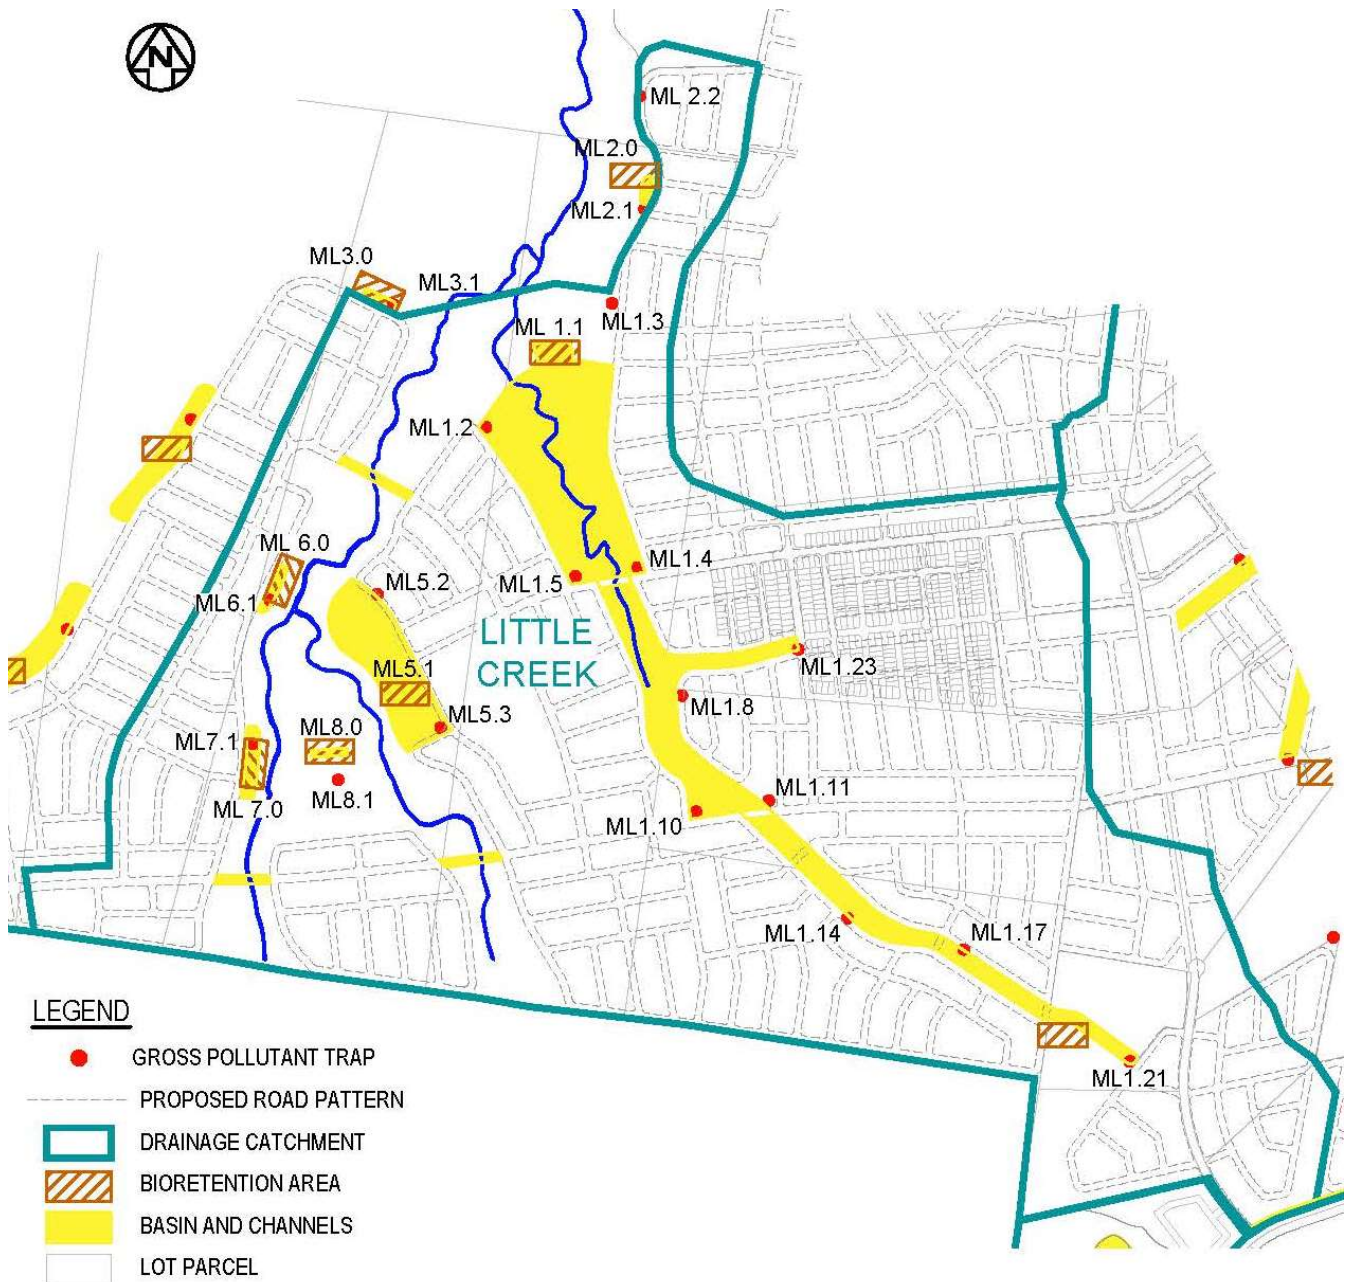 N
ML 2.2
ML2.0
ML2.1
ML3.0
ML3.1
ML1.3
ML 1.1
ML1.2
ML 6.0
ML5.2
ML1.5
ML1.4
ML6.1
LITTLE
CREEK
ML1.23
ML5.1
ML1.8
ML5.3
ML7.1
ML8.0
ML8.1
ML 7.0
ML1.11
ML1.10
ML1.14
ML1.17
ML1.21
LEGEND
GROSS POLLUTANT TRAP
PROPOSED ROAD PATTERN
DRAINAGE CATCHMENT
BIORETENTION AREA
BASIN AND CHANNELS
LOT PARCEL